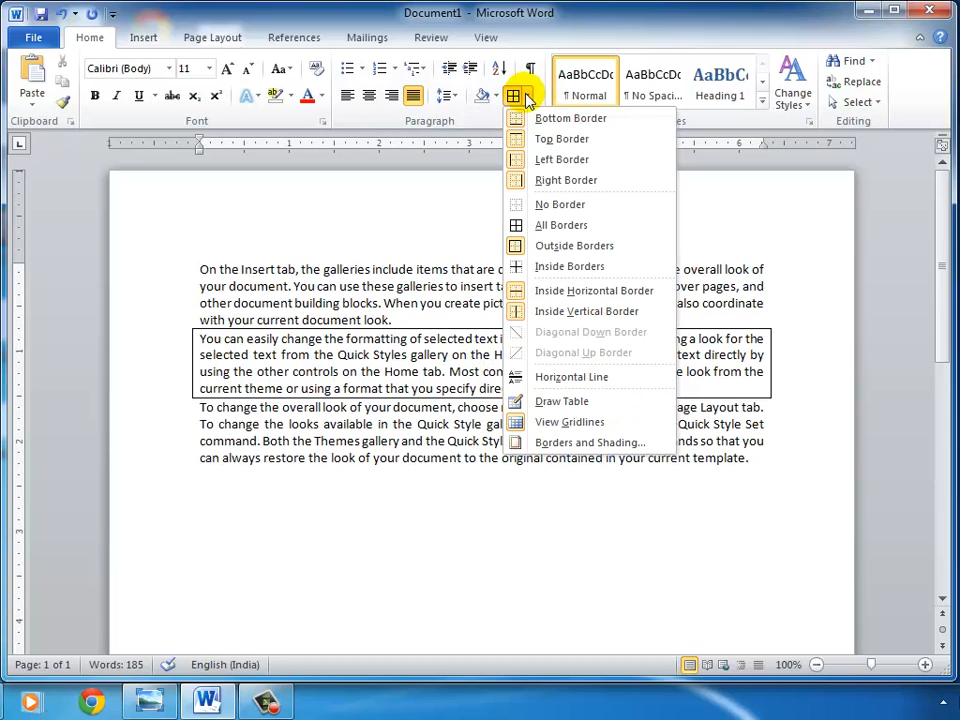 Document1 - Microsoft Word
File Home Insert Page Layout References Mailings Review View
Paste
Calibri (Body) 11
Clipboard Font Paragraph
AaBbCcDc AaBbCcDc AaBbC
¶ Normal ¶ No Spaci... Heading 1
Change Styles
Find
Replace
Select
Editing
Bottom Border
Top Border
Left Border
Right Border
No Border
All Borders
Outside Borders
Inside Borders
Inside Horizontal Border
Inside Vertical Border
Diagonal Down Border
Diagonal Up Border
Horizontal Line
Draw Table
View Gridlines
Borders and Shading...
On the Insert tab, the galleries include items that are overall look of
your document. You can use these galleries to insert pages, and
other document building blocks. When you create also coordinate
with your current document look.
You can easily change the formatting of selected text a look for the
selected text from the Quick Styles gallery on the text directly by
using the other controls on the Home tab. Most look from the
current theme or using a format that you specify
To change the overall look of your document, choose Layout tab.
To change the looks available in the Quick Style Quick Style Set
command. Both the Themes gallery and the Quick so that you
can always restore the look of your document to the original contained in your current template.
Page: 1 of 1 Words: 185 English (India) 100%